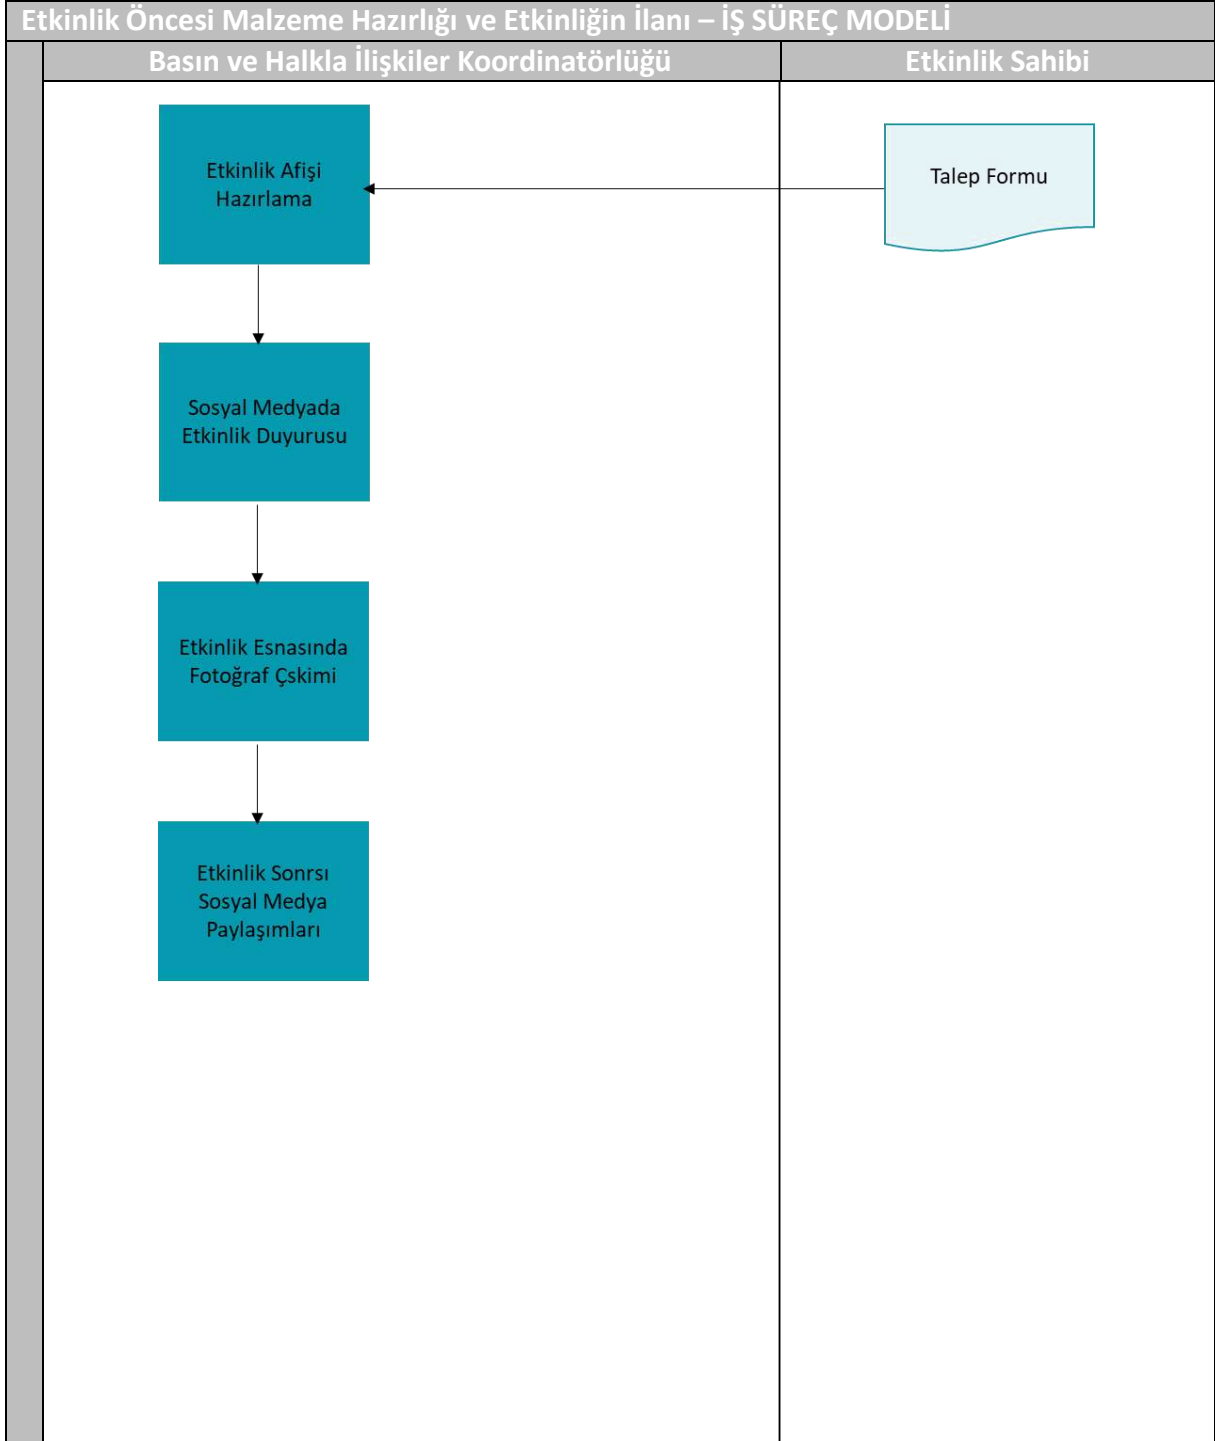 Etkinlik Öncesi Malzeme Hazırlığı ve Etkinliğin İlanı – İŞ SÜREÇ MODELİ
Basın ve Halkla İlişkiler Koordinatörlüğü
Etkinlik Sahibi
Etkinlik Afişi
Hazırlama
Talep Formu
Sosyal Medyada
Etkinlik Duyurusu
Etkinlik Esnasında
Fotoğraf Çskimi
Etkinlik Sonrsı
Sosyal Medya
Paylaşımları